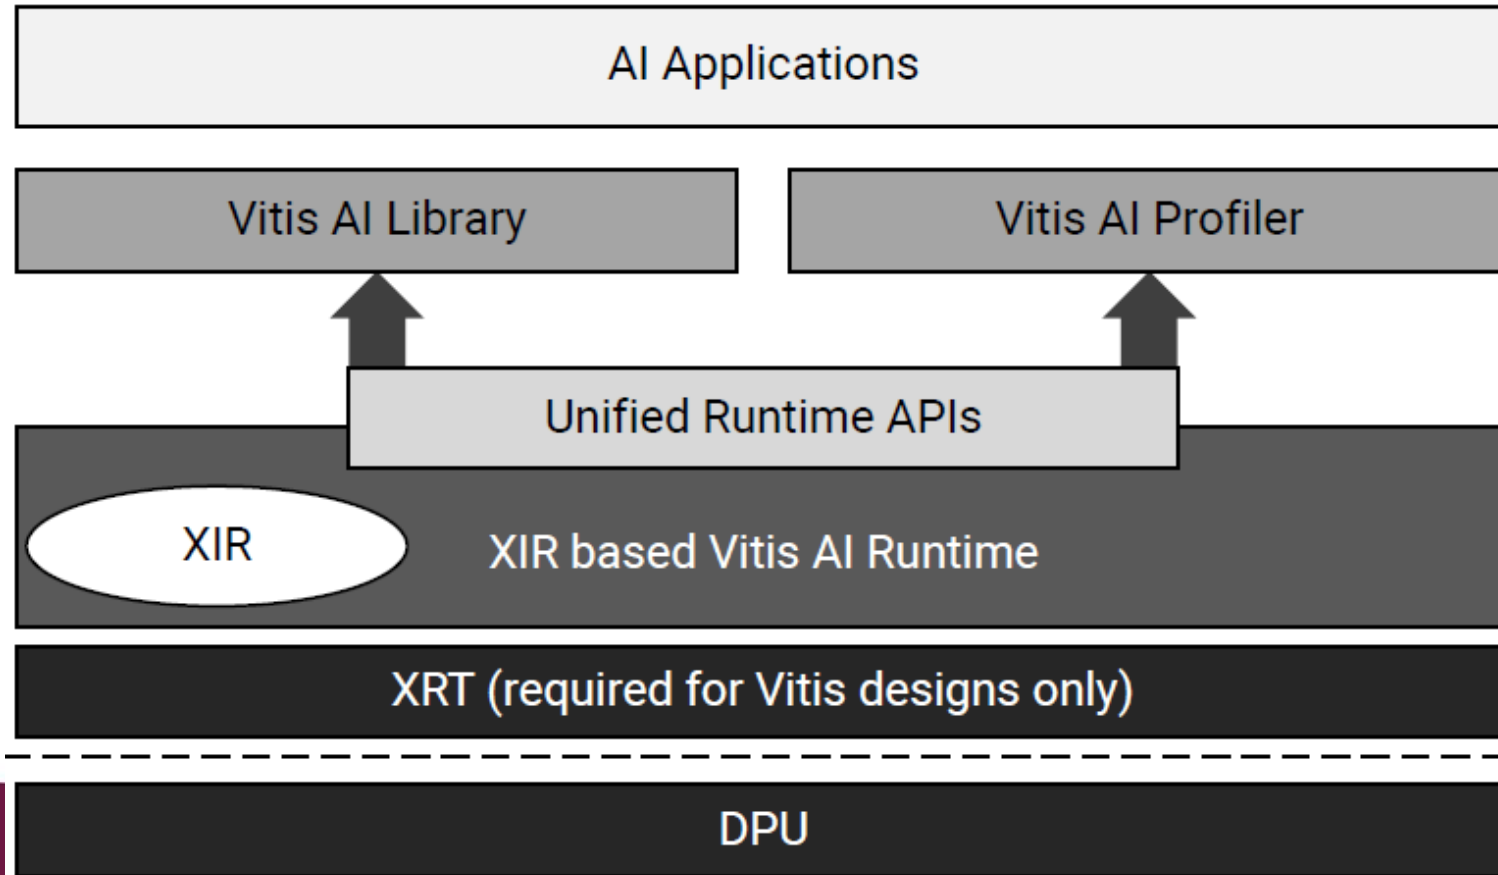 AI Applications
Vitis AI Library
Vitis AI Profiler
Unified Runtime APIs
XIR
XIR based Vitis AI Runtime
XRT (required for Vitis designs only)
DPU